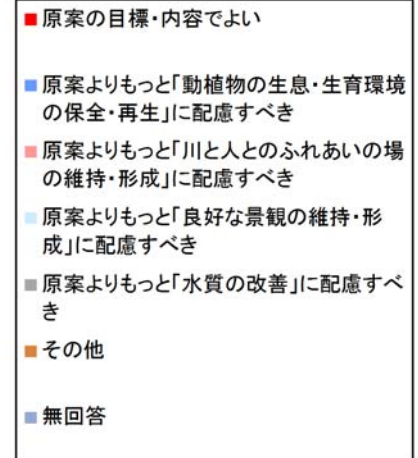 原案の目標・内容でよい
原案よりもっと「動植物の生息・生育環境
の保全・再生」に配慮すべき
原案よりもっと「川と人とのふれあいの場
の維持・形成」に配慮すべき
原案よりもっと「良好な景観の維持・形
成」に配慮すべき
原案よりもっと「水質の改善」に配慮すべ
き
その他
無回答